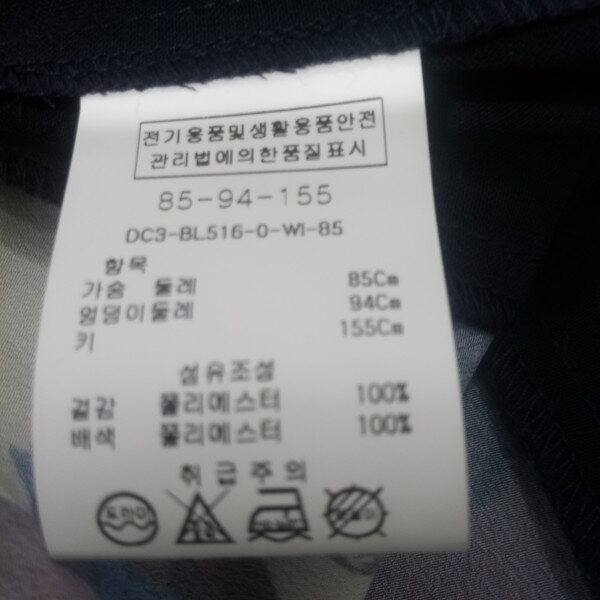 전기용품및생활용품안전
관리법에의한품질표시
85-94-155
DC3-BL516-0-WI-85
항목
가슴 둘레 85Cm
엉덩이둘레 94Cm
키 155Cm
섬유조성
겉감 폴리에스터 100%
배색 폴리에스터 100%
취급주의
드라이